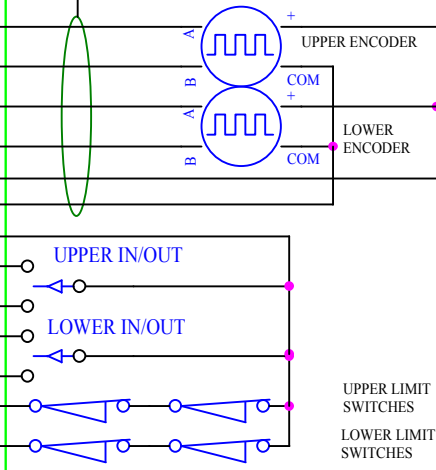 A
+
UPPER ENCODER
B
COM
A
+
LOWER
ENCODER
B
COM
UPPER IN/OUT
LOWER IN/OUT
UPPER LIMIT
SWITCHES
LOWER LIMIT
SWITCHES